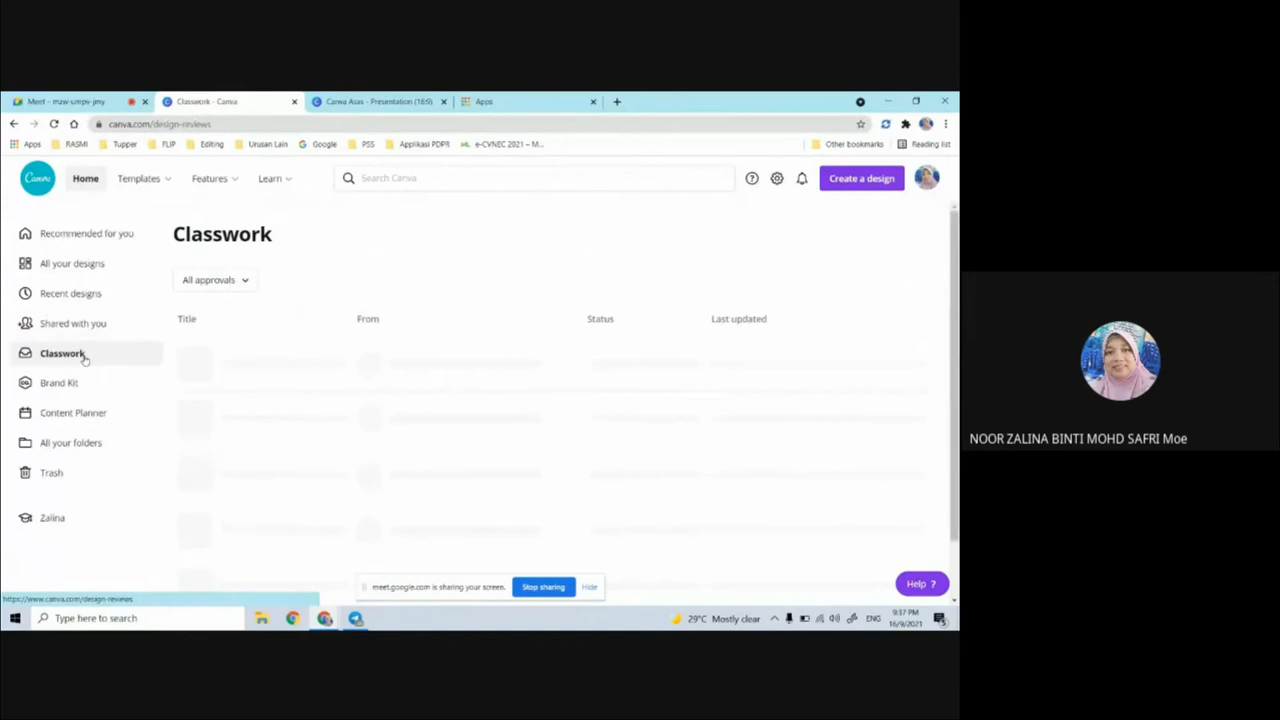 Meet - mzw-umpv-jmy
Classwork - Canva
Canva Asas - Presentation (16:9)
Apps
canva.com/design-reviews
Apps
RASMI
Tupper
FLIP
Editing
Urusan Lain
Google
PSS
Applikasi PDPR
e-CVNEC 2021 – M...
Other bookmarks
Reading list
Canva
Home
Templates
Features
Learn
Search Canva
Create a design
Recommended for you
All your designs
Recent designs
Shared with you
Classwork
Brand Kit
Content Planner
All your folders
Trash
Zalina
Classwork
All approvals
Title
From
Status
Last updated
meet.google.com is sharing your screen.
Stop sharing
Hide
Help ?
https://www.canva.com/design-reviews
Type here to search
29°C Mostly clear
ENG
9:37 PM
16/9/2021
NOOR ZALINA BINTI MOHD SAFRI Moe